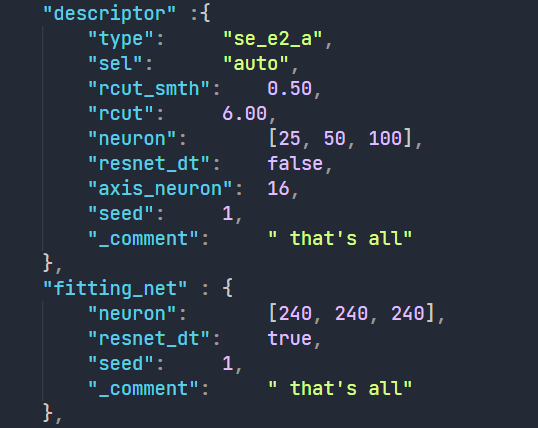 "descriptor" :{
"type": "se_e2_a",
"sel": "auto",
"rcut_smth": 0.50,
"rcut": 6.00,
"neuron": [25, 50, 100],
"resnet_dt": false,
"axis_neuron": 16,
"seed": 1,
"_comment": " that's all"
},
"fitting_net" : {
"neuron": [240, 240, 240],
"resnet_dt": true,
"seed": 1,
"_comment": " that's all"
},